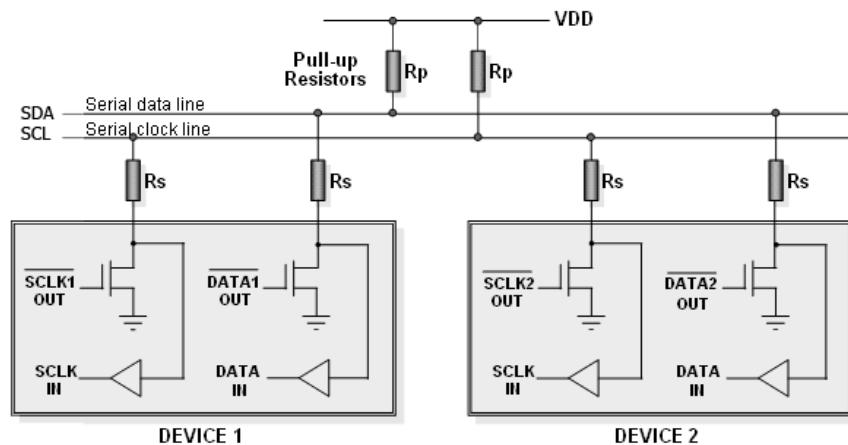 VDD
Pull-up
Resistors
Rp
Rp
SDA
Serial data line
SCL
Serial clock line
Rs
Rs
Rs
Rs
SCLK1
OUT
DATA1
OUT
SCLK2
OUT
DATA2
OUT
SCLK
IN
DATA
IN
SCLK
IN
DATA
IN
DEVICE 1
DEVICE 2